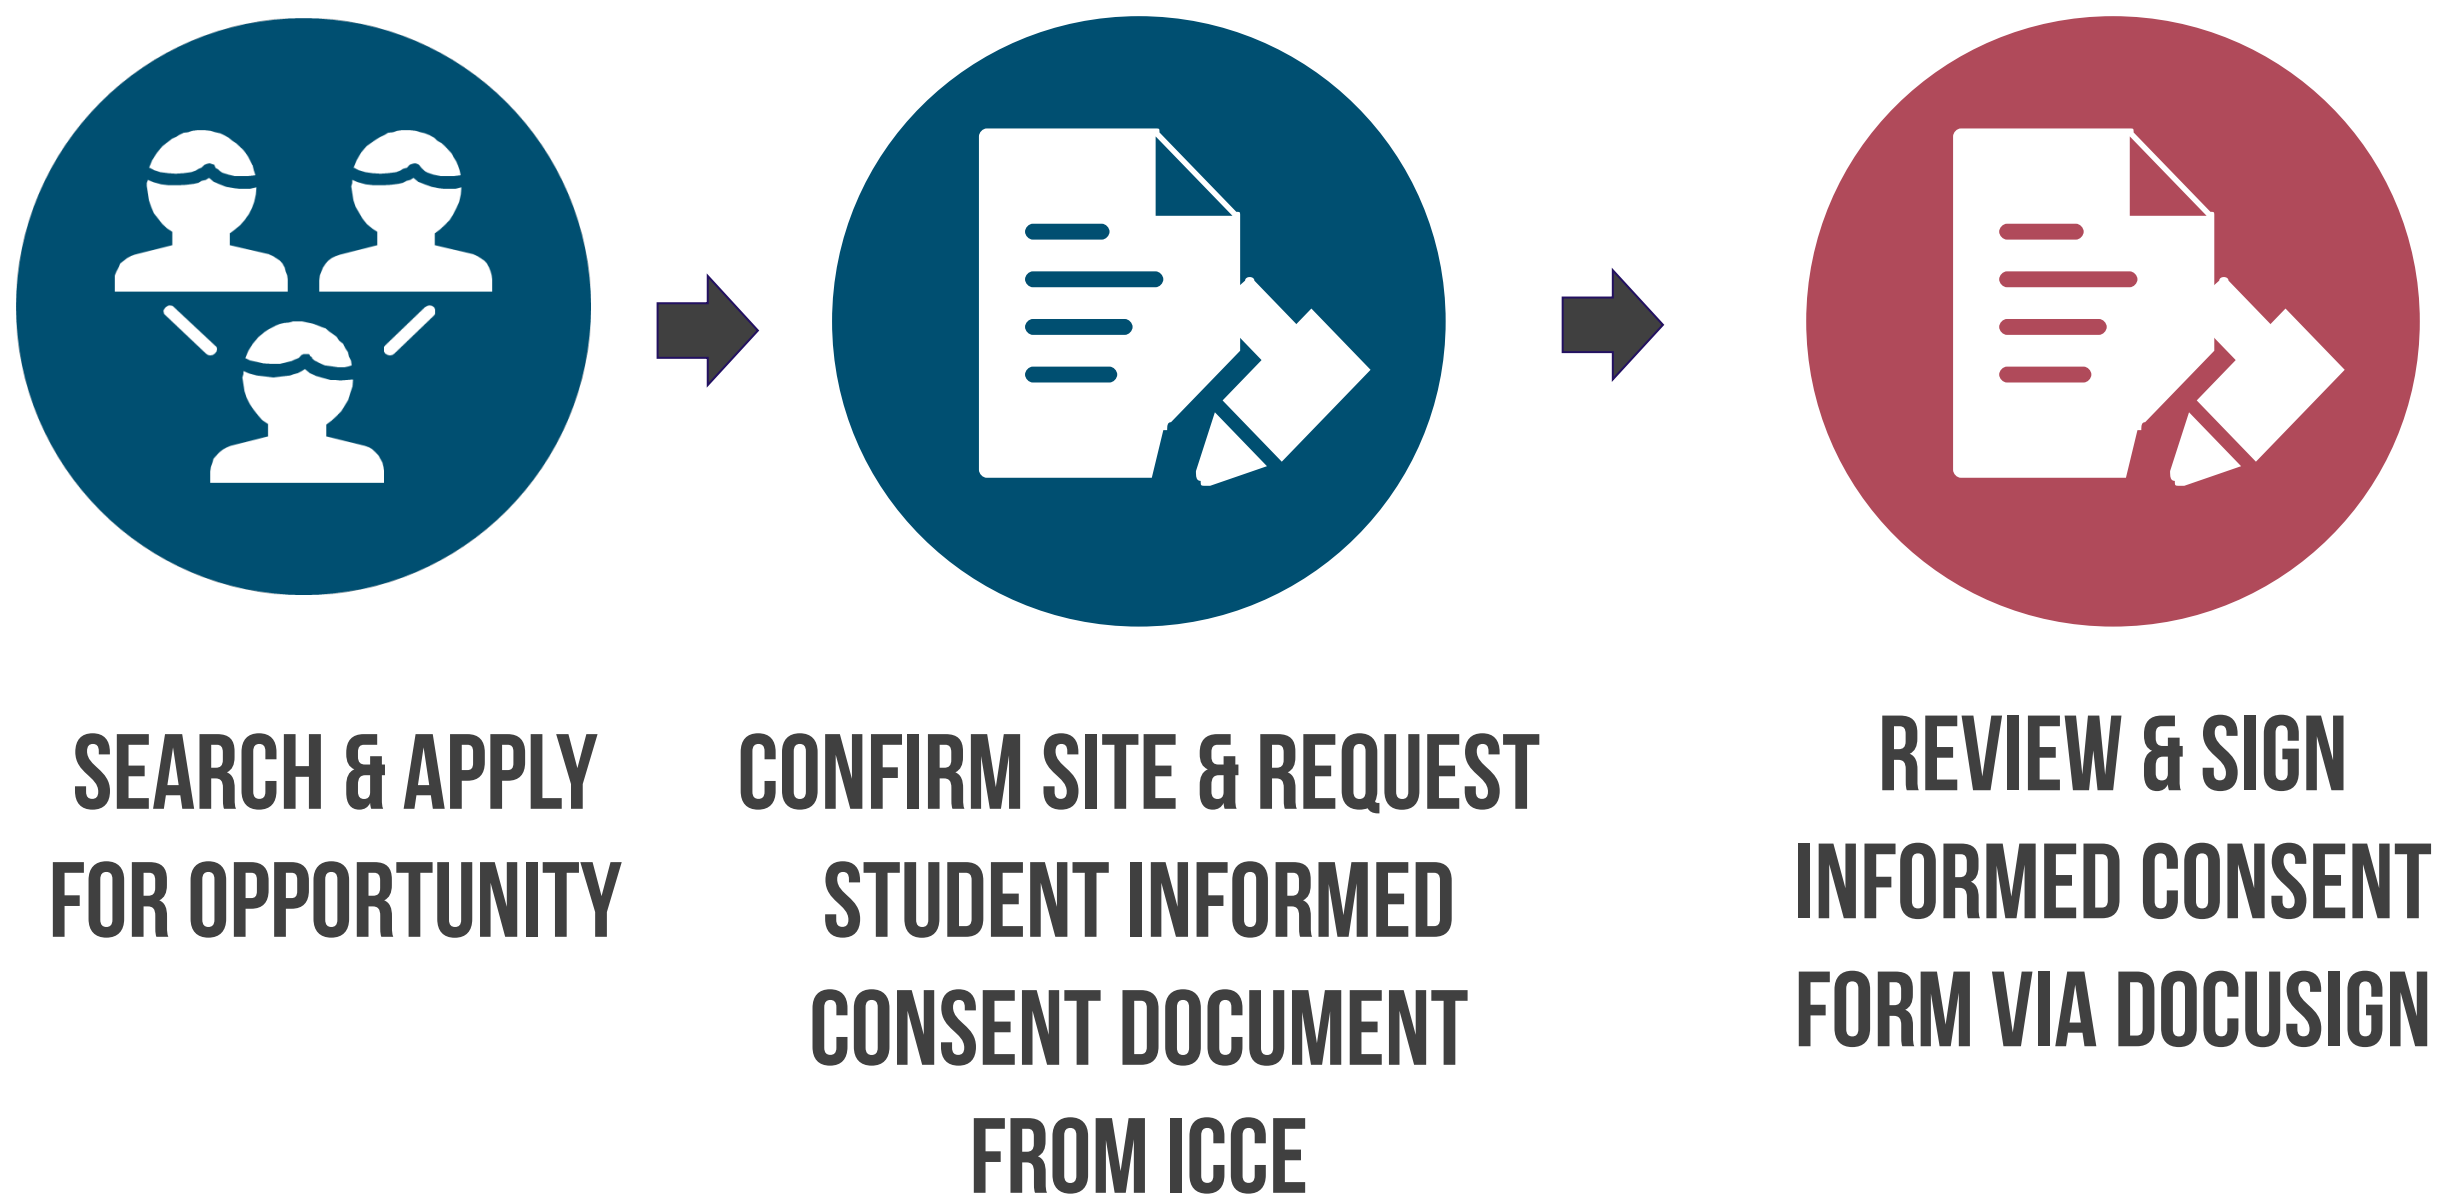 SEARCH & APPLY
FOR OPPORTUNITY
CONFIRM SITE & REQUEST
STUDENT INFORMED
CONSENT DOCUMENT
FROM ICCE
REVIEW & SIGN
INFORMED CONSENT
FORM VIA DOCUSIGN